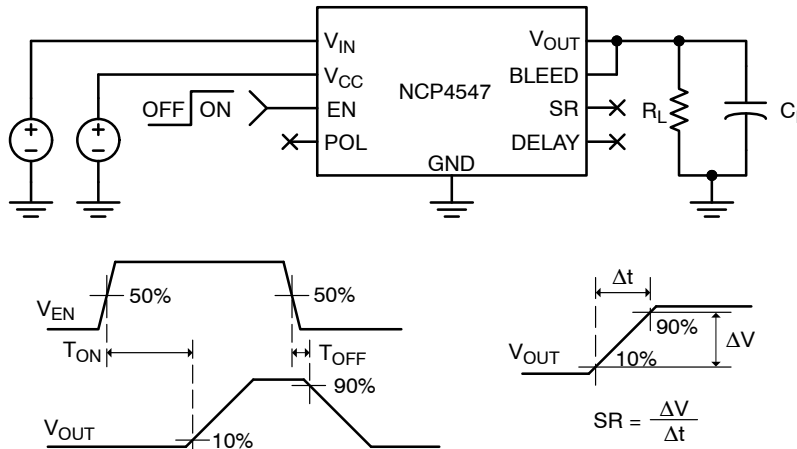 V_IN
V_OUT
V_CC
BLEED
NCP4547
OFF ON
EN
SR
R_L
POL
DELAY
GND
+
−
+
−
V_EN
50%
50%
T_ON
T_OFF
90%
V_OUT
10%
Δt
90%
ΔV
V_OUT
10%
SR = ΔV
Δt